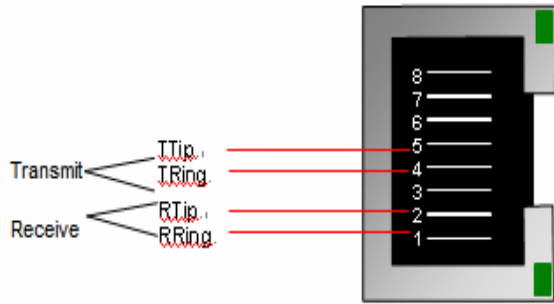 8
7
6
TTip. 5
Transmit TRing. 4
3
RTip. 2
Receive RRing. 1